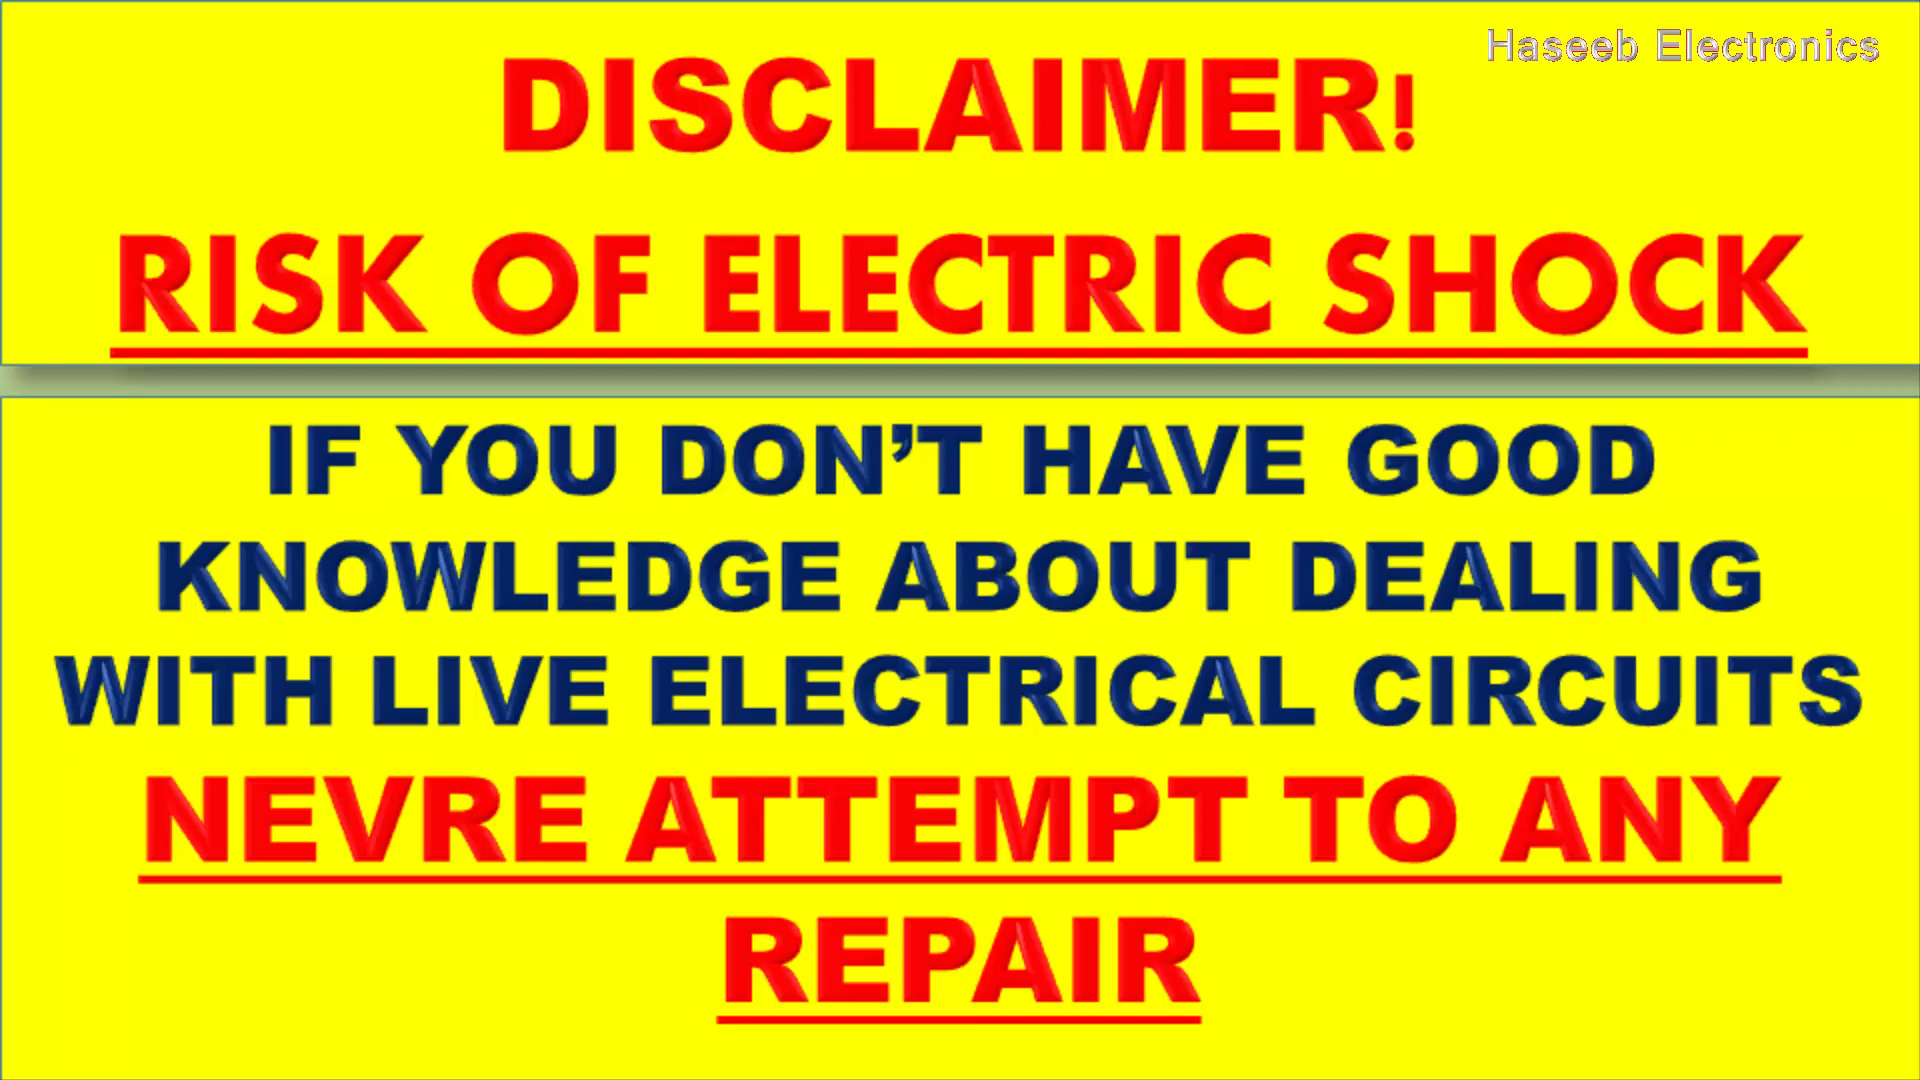 Haseeb Electronics
DISCLAIMER!
RISK OF ELECTRIC SHOCK
IF YOU DON’T HAVE GOOD
KNOWLEDGE ABOUT DEALING
WITH LIVE ELECTRICAL CIRCUITS
NEVRE ATTEMPT TO ANY
REPAIR